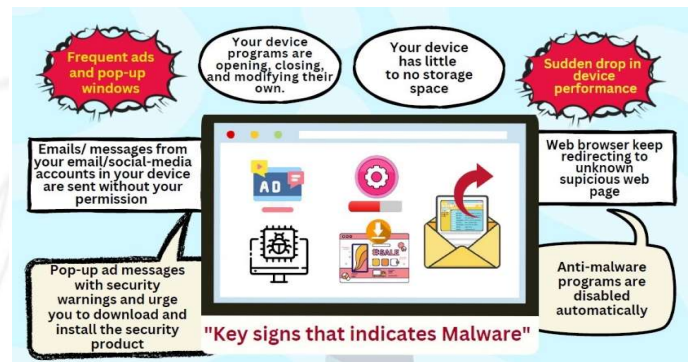 Frequent ads
and pop-up
windows
Your device
programs are
opening, closing,
and modifying their
own.
Your device
has little
to no storage
space
Sudden drop in
device
performance
Emails/ messages from
your email/social-media
accounts in your device
are sent without your
permission
Web browser keep
redirecting to
unknown
supicious web
page
AD
SALE
Pop-up ad messages
with security
warnings and urge
you to download and
install the security
product
Anti-malware
programs are
disabled
automatically
"Key signs that indicates Malware"